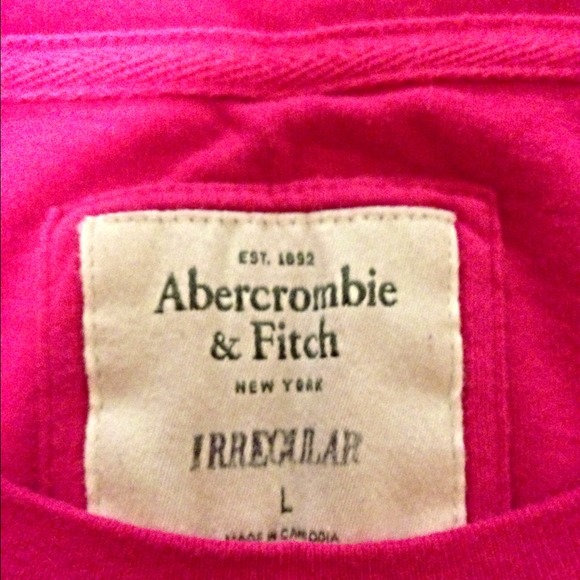 EST. 1892
Abercrombie
& Fitch
NEW YORK
IRREGULAR
L
MADE IN CAMBODIA